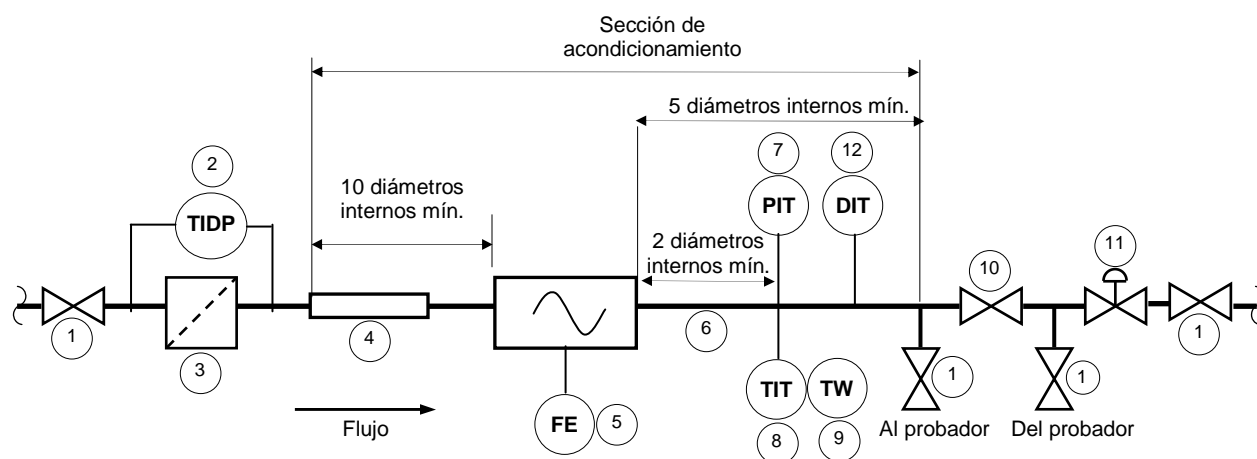 Sección de
acondicionamiento
5 diámetros internos mín.
2
7
12
10 diámetros
internos mín.
TIDP
PIT
DIT
2 diámetros
internos mín.
11
10
1
3
4
6
1
1
1
FE
5
TIT
TW
8
9
Flujo
Al probador
Del probador